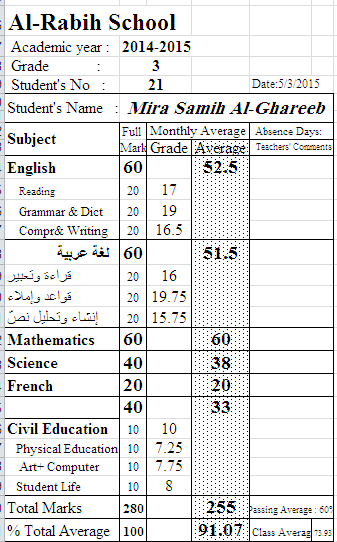 Al-Rabih School
Academic year : 2014-2015
Grade : 3
Student's No : 21 Date:5/3/2015
Student's Name : Mira Samih Al-Ghareeb
Subject Full Mark Monthly Average Absence Days:
Grade Average Teachers' Comments
English 60 52.5
Reading 20 17
Grammar & Dict 20 19
Compr& Writing 20 16.5
لغة عربية 60 51.5
قراءة وتعبير 20 16
قواعد وإملاء 20 19.75
إنشاء وتحليل نصّ 20 15.75
Mathematics 60 60
Science 40 38
French 20 20
40 33
Civil Education 10 10
Physical Education 10 7.25
Art+ Computer 10 7.75
Student Life 10 8
Total Marks 280 255 Passing Average : 60%
% Total Average 100 91.07 Class Averag 73.93